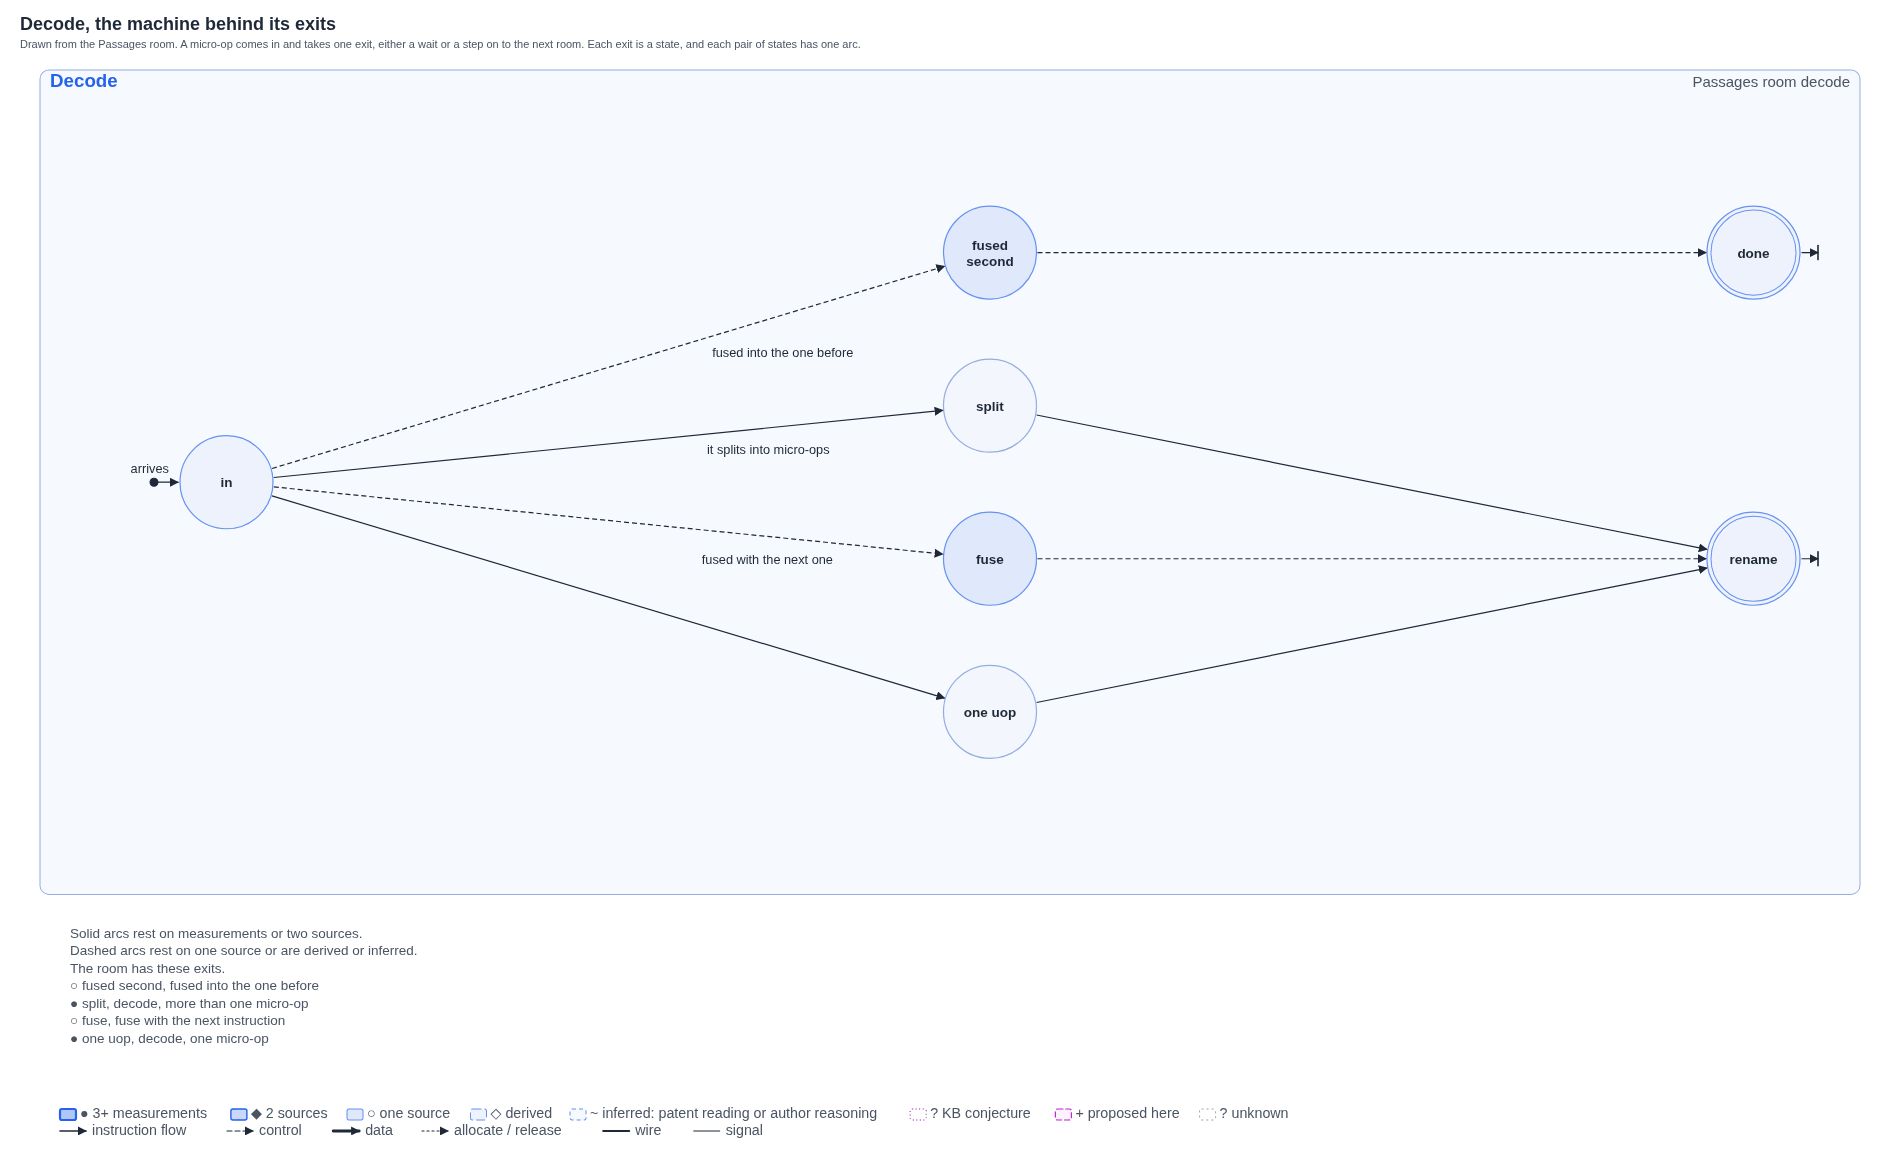 Decode, the machine behind its exits
Drawn from the Passages room. A micro-op comes in and takes one exit, either a wait or a step on to the next room. Each exit is a state, and each pair of states has one arc.
Decode
Passages room decode
fused
second
done
fused into the one before
split
it splits into micro-ops
arrives
in
fused with the next one
fuse
rename
one uop
Solid arcs rest on measurements or two sources.
Dashed arcs rest on one source or are derived or inferred.
The room has these exits.
○ fused second, fused into the one before
● split, decode, more than one micro-op
○ fuse, fuse with the next instruction
● one uop, decode, one micro-op
● 3+ measurements ◆ 2 sources ○ one source ◇ derived ~ inferred: patent reading or author reasoning ? KB conjecture + proposed here ? unknown
instruction flow control data allocate / release wire signal